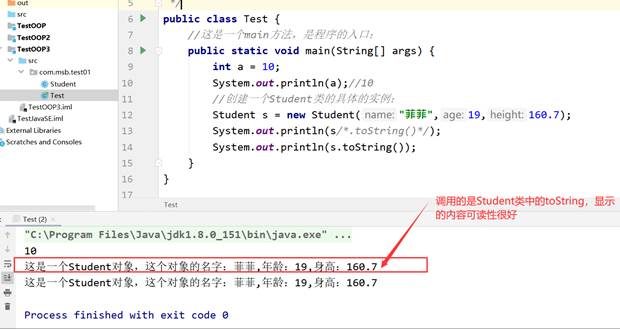 out
src
TestOOP
TestOOP2
TestOOP3
src
com.msb.test01
Student
Test
TestOOP3.iml
TestJavaSE.iml
External Libraries
Scratches and Consoles
5 */
6 public class Test {
7 //这是一个main方法，是程序的入口：
8 public static void main(String[] args) {
9 int a = 10;
10 System.out.println(a);//10
11 //创建一个Student类的具体的实例：
12 Student s = new Student( name: "菲菲", age: 19, height: 160.7);
13 System.out.println(s/*.toString()*/);
14 System.out.println(s.toString());
15 }
16 }
17
Test
调用的是Student类中的toString，显示
的内容可读性很好
Test (2) ×
"C:\Program Files\Java\jdk1.8.0_151\bin\java.exe" ...
10
这是一个Student对象，这个对象的名字：菲菲,年龄：19,身高：160.7
这是一个Student对象，这个对象的名字：菲菲,年龄：19,身高：160.7
Process finished with exit code 0